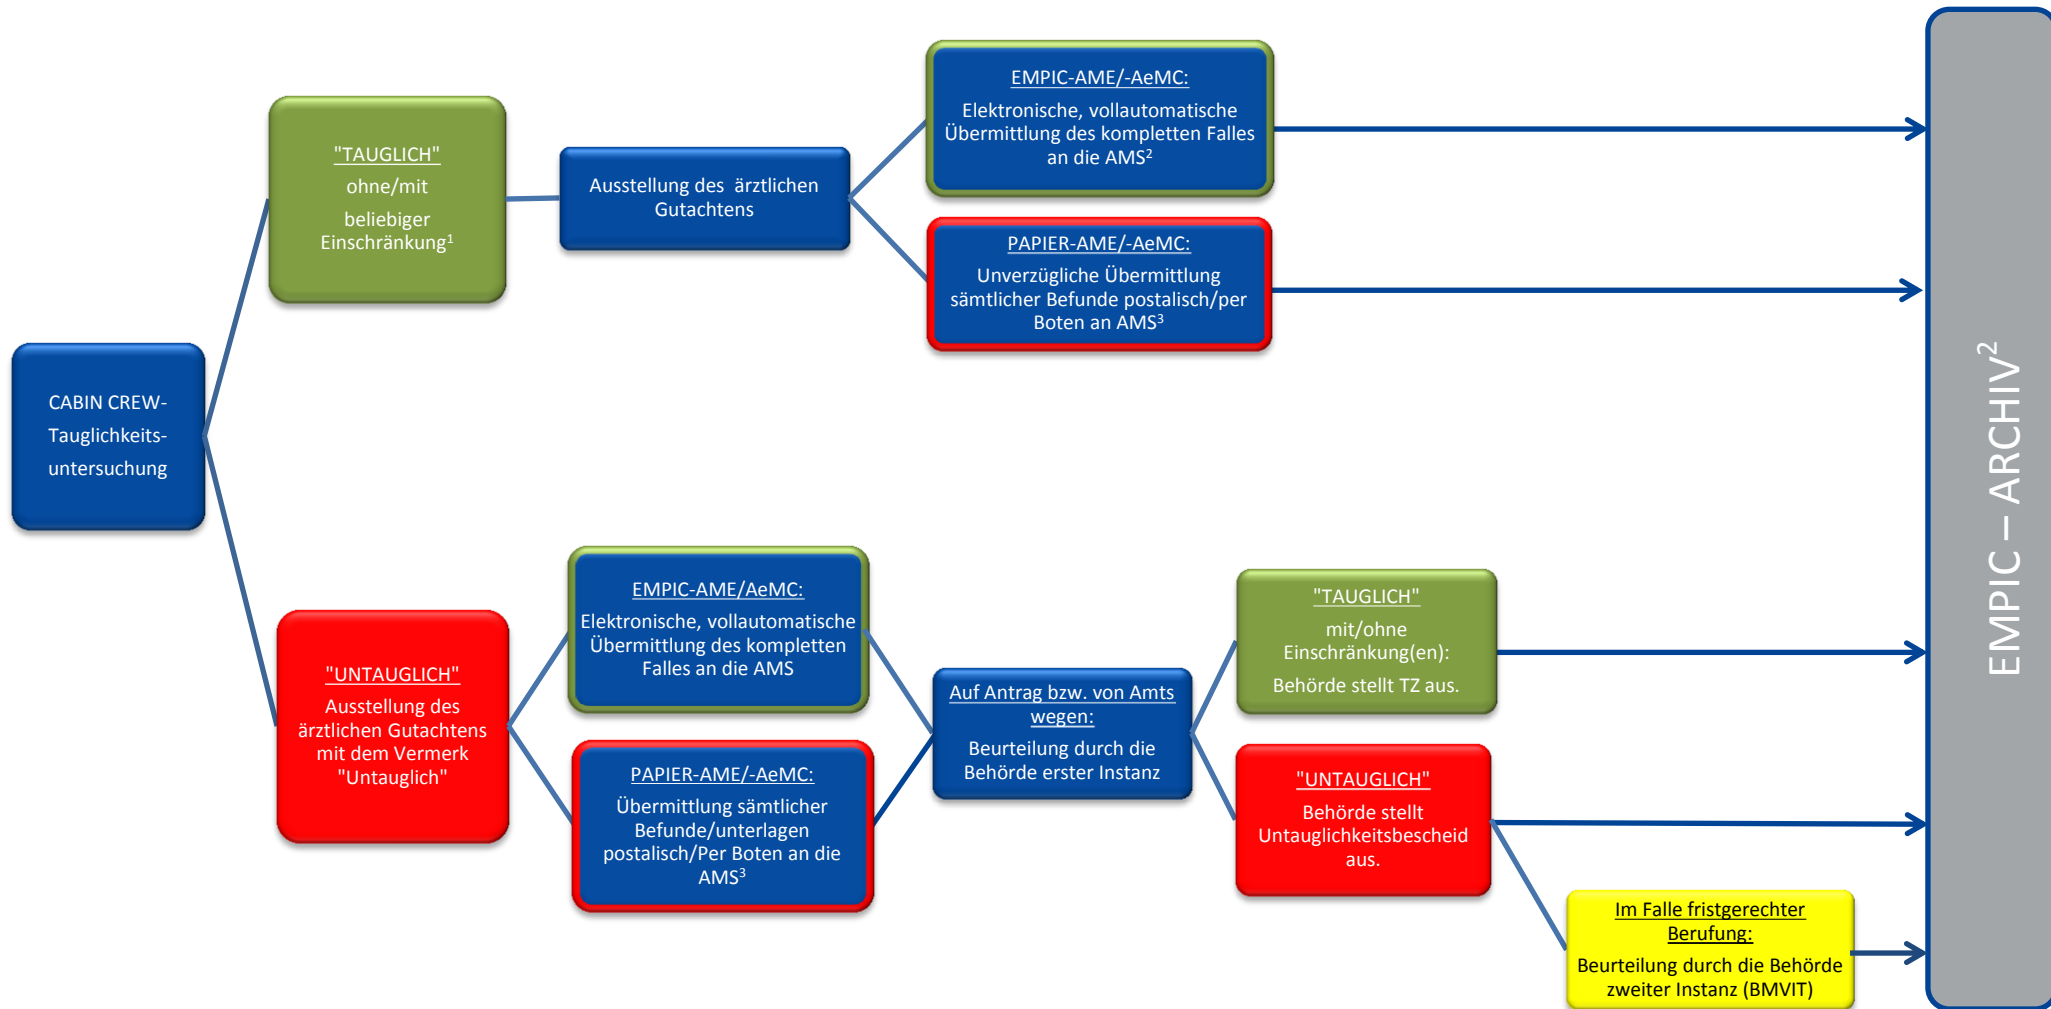 CABIN CREW-
Tauglichkeits-
untersuchung
"TAUGLICH"
ohne/mit
beliebiger
Einschränkung¹
Ausstellung des ärztlichen
Gutachtens
EMPIC-AME/-AeMC:
Elektronische, vollautomatische
Übermittlung des kompletten Falles
an die AMS²
PAPIER-AME/-AeMC:
Unverzügliche Übermittlung
sämtlicher Befunde postalisch/per
Boten an AMS³
"UNTAUGLICH"
Ausstellung des
ärztlichen Gutachtens
mit dem Vermerk
"Untauglich"
EMPIC-AME/AeMC:
Elektronische, vollautomatische
Übermittlung des kompletten
Falles an die AMS
PAPIER-AME/-AeMC:
Übermittlung sämtlicher
Befunde/unterlagen
postalisch/Per Boten an die
AMS³
Auf Antrag bzw. von Amts
wegen:
Beurteilung durch die
Behörde erster Instanz
"TAUGLICH"
mit/ohne
Einschränkung(en):
Behörde stellt TZ aus.
"UNTAUGLICH"
Behörde stellt
Untauglichkeitsbescheid
aus.
Im Falle fristgerechter
Berufung:
Beurteilung durch die Behörde
zweiter Instanz (BMVIT)
EMPIC – ARCHIV²